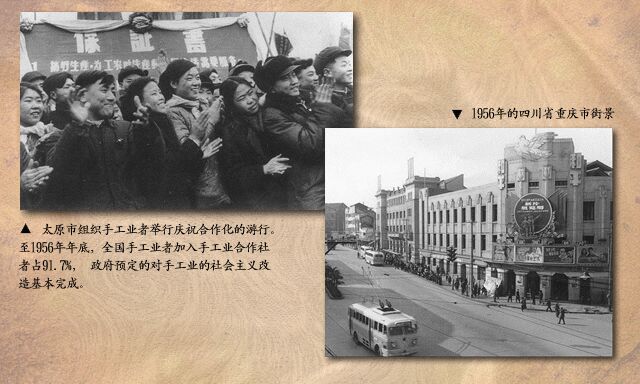 保証書
▼ 1956年的四川省重庆市街景
▲ 太原市组织手工业者举行庆祝合作化的游行。
至1956年年底，全国手工业者加入手工业合作社
者占91.7%， 政府预定的对手工业的社会主义改
造基本完成。